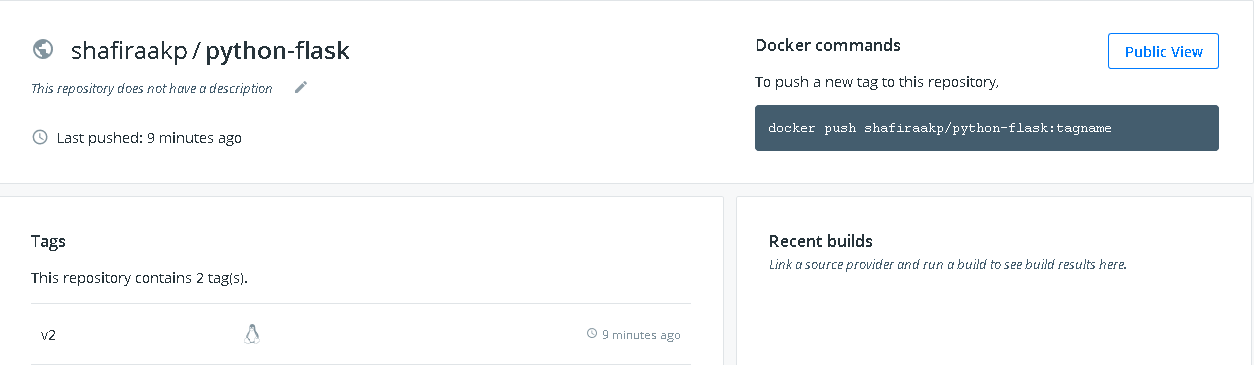 shafiraakp / python-flask
This repository does not have a description
Last pushed: 9 minutes ago
Docker commands
Public View
To push a new tag to this repository,
docker push shafiraakp/python-flask:tagname
Tags
This repository contains 2 tag(s).
v2
9 minutes ago
Recent builds
Link a source provider and run a build to see build results here.